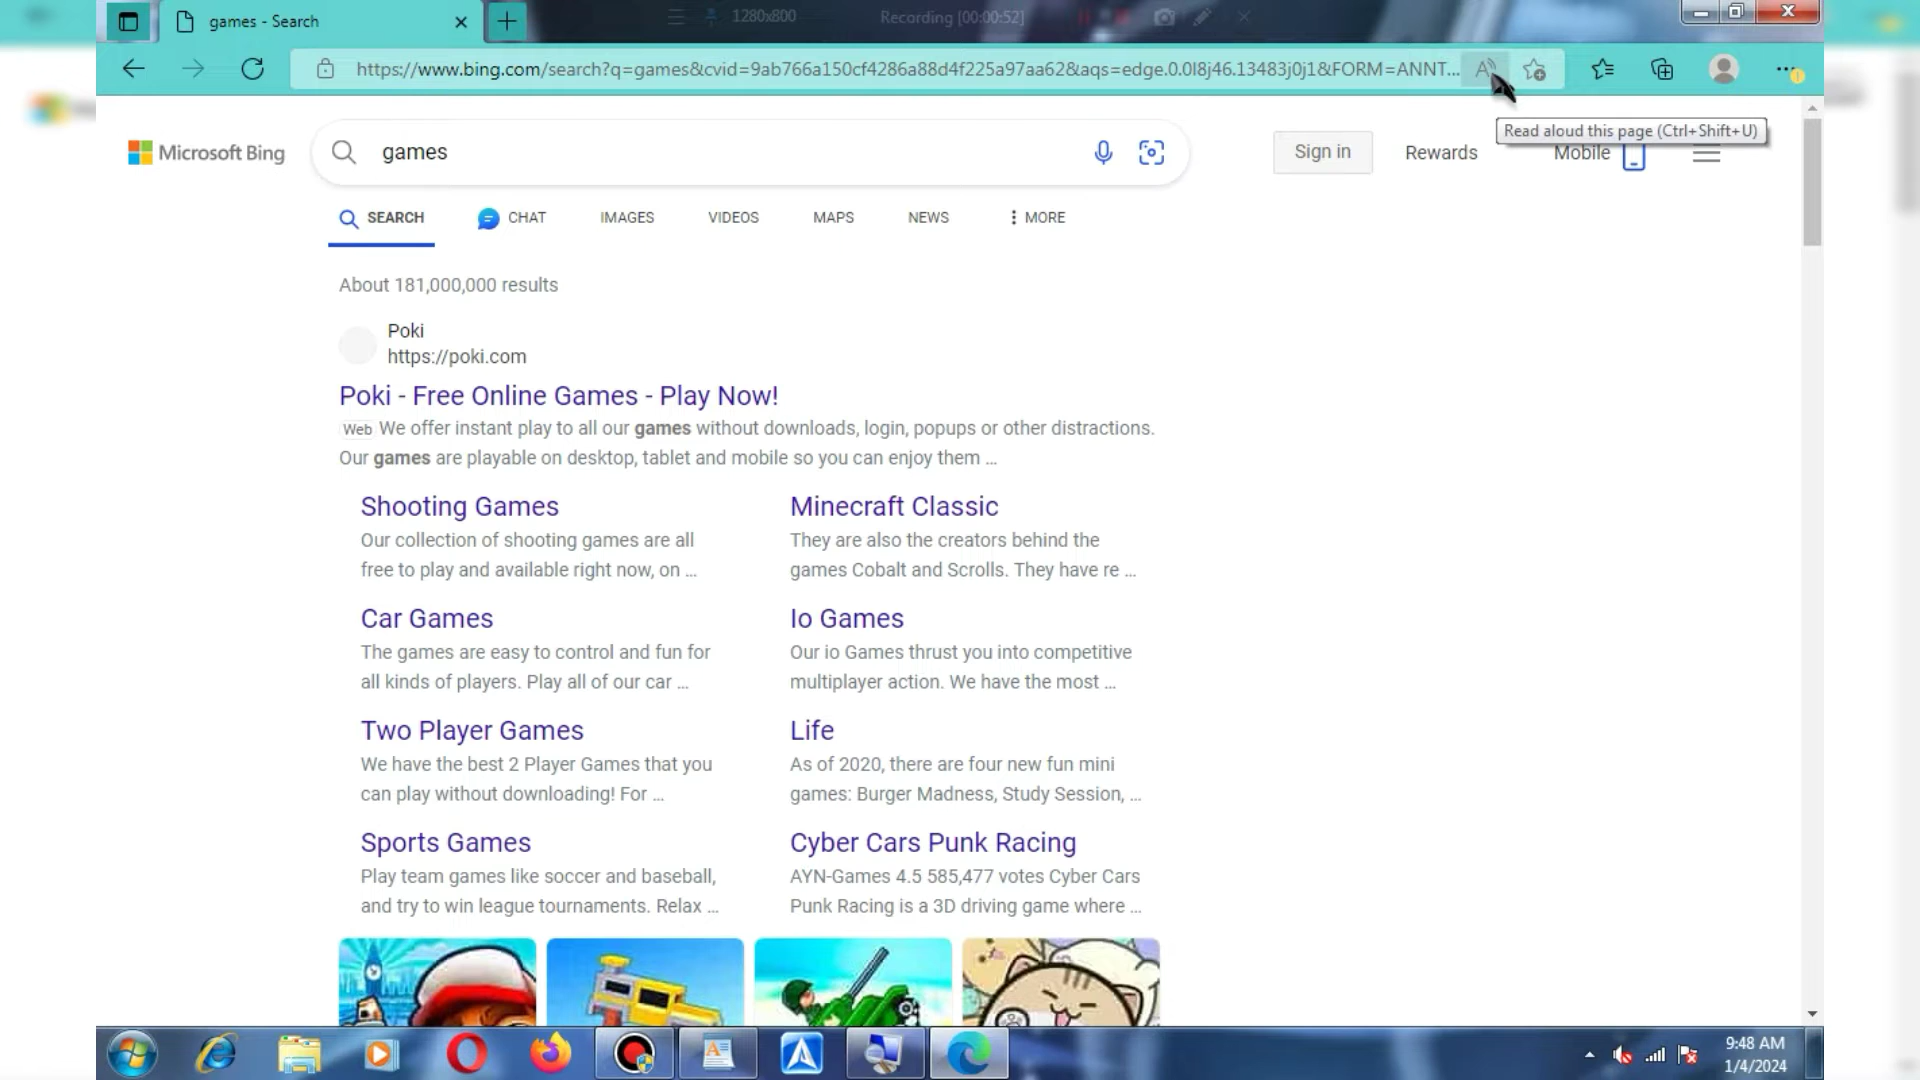 games - Search
1280x800
Recording [00:00:52]
https://www.bing.com/search?q=games&cvid=9ab766a150cf4286a88d4f225a97aa62&aqs=edge.0.0l8j46.13483j0j1&FORM=ANNT...
Read aloud this page (Ctrl+Shift+U)
Microsoft Bing
games
Sign in
Rewards
Mobile
SEARCH
CHAT
IMAGES
VIDEOS
MAPS
NEWS
MORE
About 181,000,000 results
Poki
https://poki.com
Poki - Free Online Games - Play Now!
Web We offer instant play to all our games without downloads, login, popups or other distractions.
Our games are playable on desktop, tablet and mobile so you can enjoy them ...
Shooting Games
Our collection of shooting games are all
free to play and available right now, on ...
Minecraft Classic
They are also the creators behind the
games Cobalt and Scrolls. They have re ...
Car Games
The games are easy to control and fun for
all kinds of players. Play all of our car ...
Io Games
Our io Games thrust you into competitive
multiplayer action. We have the most ...
Two Player Games
We have the best 2 Player Games that you
can play without downloading! For ...
Life
As of 2020, there are four new fun mini
games: Burger Madness, Study Session, ...
Sports Games
Play team games like soccer and baseball,
and try to win league tournaments. Relax ...
Cyber Cars Punk Racing
AYN-Games 4.5 585,477 votes Cyber Cars
Punk Racing is a 3D driving game where ...
9:48 AM
1/4/2024